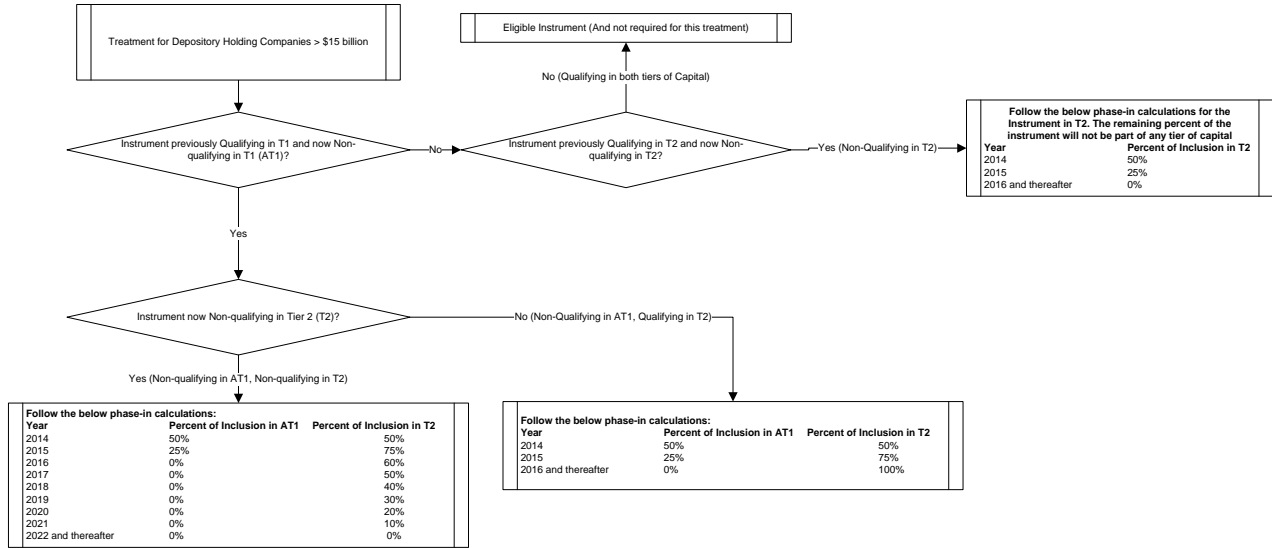 Treatment for Depository Holding Companies > $15 billion
Eligible Instrument (And not required for this treatment)
No (Qualifying in both tiers of Capital)
Instrument previously Qualifying in T1 and now Non-
qualifying in T1 (AT1)?
No
Instrument previously Qualifying in T2 and now Non-
qualifying in T2?
Yes (Non-Qualifying in T2)
Follow the below phase-in calculations for the
Instrument in T2. The remaining percent of the
instrument will not be part of any tier of capital
Year Percent of Inclusion in T2
2014 50%
2015 25%
2016 and thereafter 0%
Yes
Instrument now Non-qualifying in Tier 2 (T2)?
No (Non-Qualifying in AT1, Qualifying in T2)
Yes (Non-qualifying in AT1, Non-qualifying in T2)
Follow the below phase-in calculations:
Year Percent of Inclusion in AT1 Percent of Inclusion in T2
2014 50% 50%
2015 25% 75%
2016 0% 60%
2017 0% 50%
2018 0% 40%
2019 0% 30%
2020 0% 20%
2021 0% 10%
2022 and thereafter 0% 0%
Follow the below phase-in calculations:
Year Percent of Inclusion in AT1 Percent of Inclusion in T2
2014 50% 50%
2015 25% 75%
2016 and thereafter 0% 100%